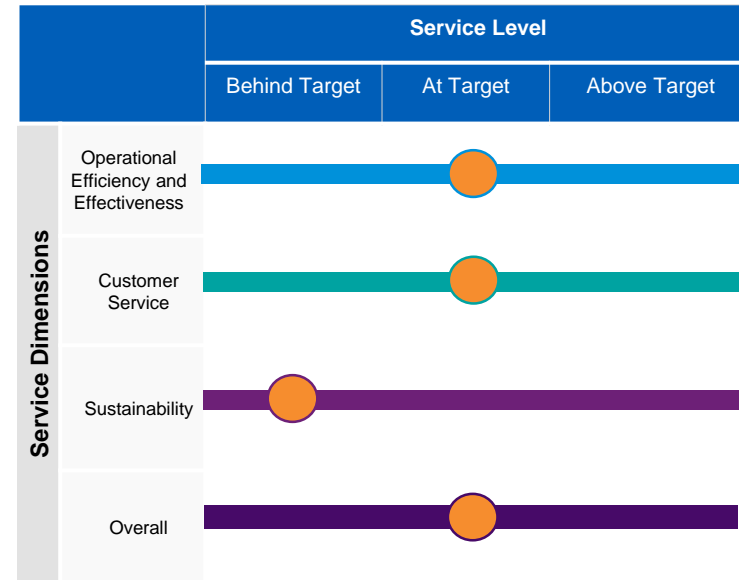 Service Level
Behind Target
At Target
Above Target
Service Dimensions
Operational
Efficiency and
Effectiveness
Customer
Service
Sustainability
Overall